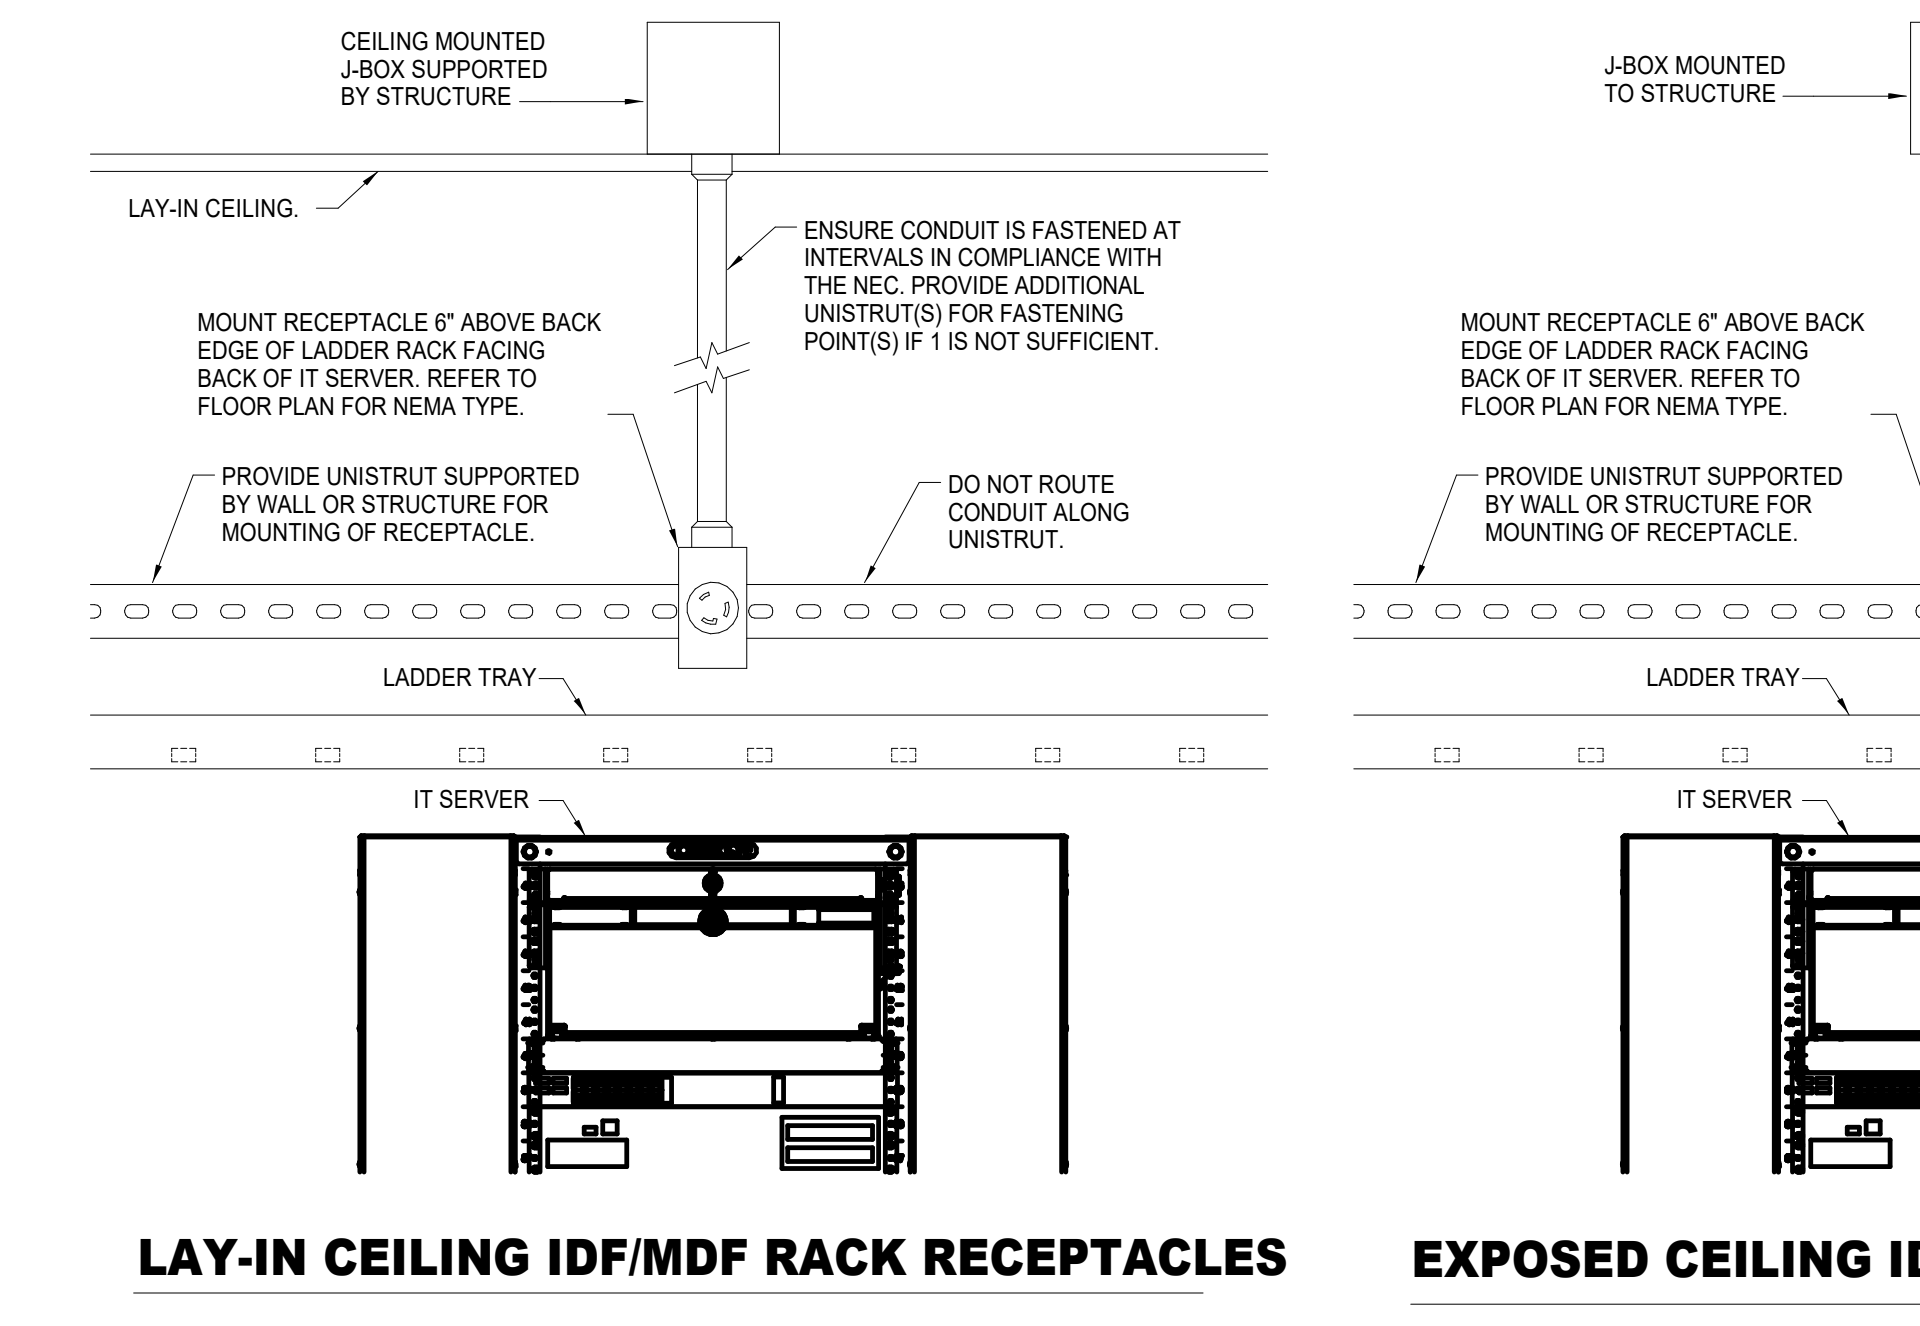 CEILING MOUNTED
J-BOX SUPPORTED
BY STRUCTURE
LAY-IN CEILING.
ENSURE CONDUIT IS FASTENED AT
INTERVALS IN COMPLIANCE WITH
THE NEC. PROVIDE ADDITIONAL
UNISTRUT(S) FOR FASTENING
POINT(S) IF 1 IS NOT SUFFICIENT.
MOUNT RECEPTACLE 6" ABOVE BACK
EDGE OF LADDER RACK FACING
BACK OF IT SERVER. REFER TO
FLOOR PLAN FOR NEMA TYPE.
PROVIDE UNISTRUT SUPPORTED
BY WALL OR STRUCTURE FOR
MOUNTING OF RECEPTACLE.
DO NOT ROUTE
CONDUIT ALONG
UNISTRUT.
LADDER TRAY
IT SERVER
LAY-IN CEILING IDF/MDF RACK RECEPTACLES
J-BOX MOUNTED
TO STRUCTURE
MOUNT RECEPTACLE 6" ABOVE BACK
EDGE OF LADDER RACK FACING
BACK OF IT SERVER. REFER TO
FLOOR PLAN FOR NEMA TYPE.
PROVIDE UNISTRUT SUPPORTED
BY WALL OR STRUCTURE FOR
MOUNTING OF RECEPTACLE.
LADDER TRAY
IT SERVER
EXPOSED CEILING